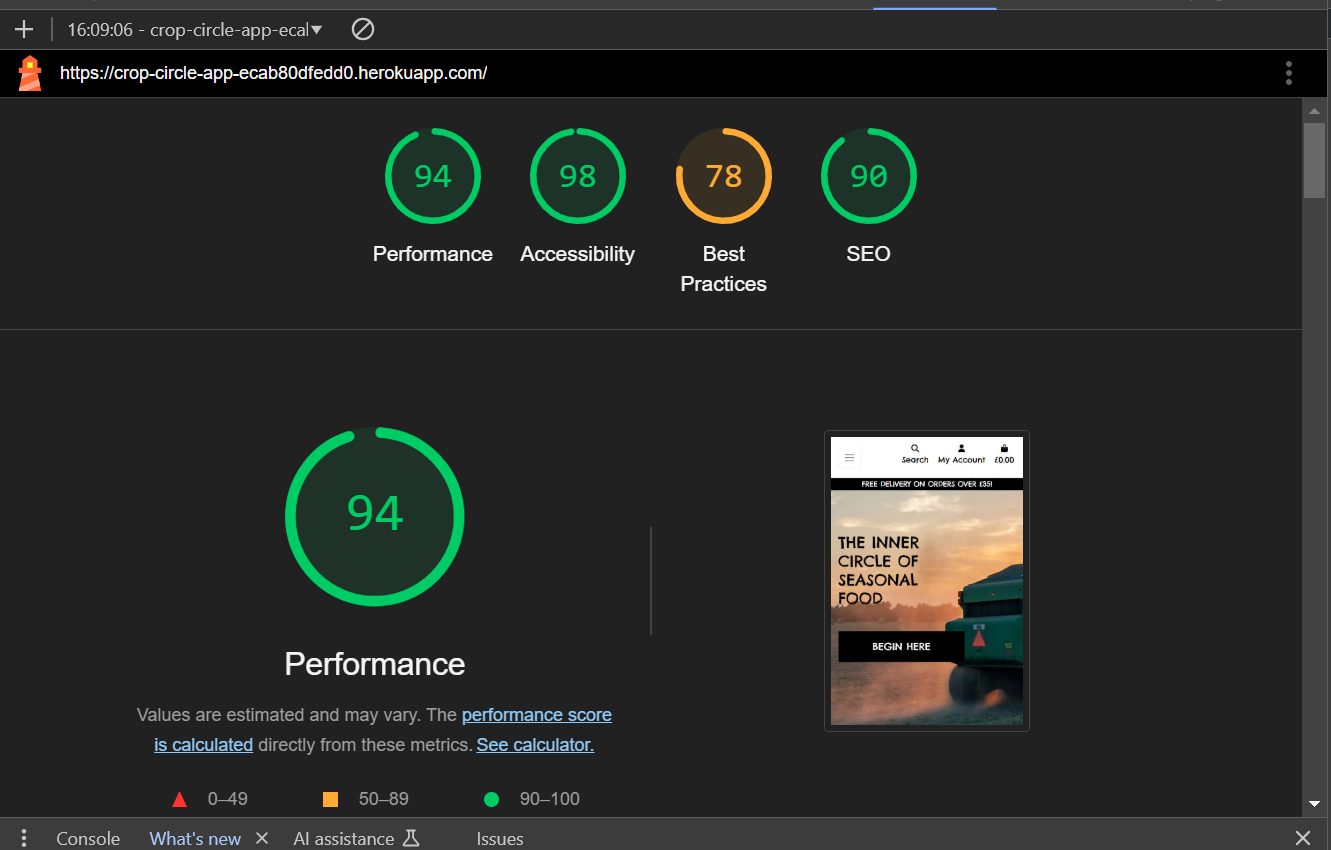 16:09:06 - crop-circle-app-ecal
https://crop-circle-app-ecab80dfedd0.herokuapp.com/
94 98 78 90
Performance Accessibility Best Practices SEO
94
Performance
Values are estimated and may vary. The performance score
is calculated directly from these metrics. See calculator.
0–49 50–89 90–100
Search My Account £0.00
FREE DELIVERY ON ORDERS OVER £35!
THE INNER
CIRCLE OF
SEASONAL
FOOD
BEGIN HERE
Console What's new AI assistance Issues